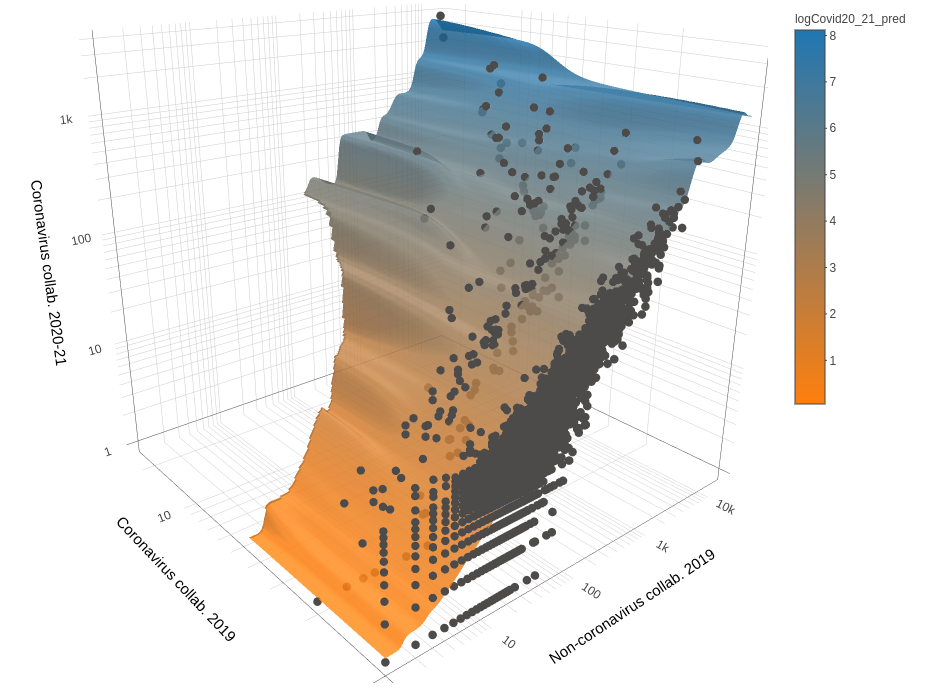 logCovid20_21_pred
8
7
6
5
4
3
2
1
1k
100
10
1
Coronavirus collab. 2020-21
10
Coronavirus collab. 2019
10
100
1k
10k
Non-coronavirus collab. 2019